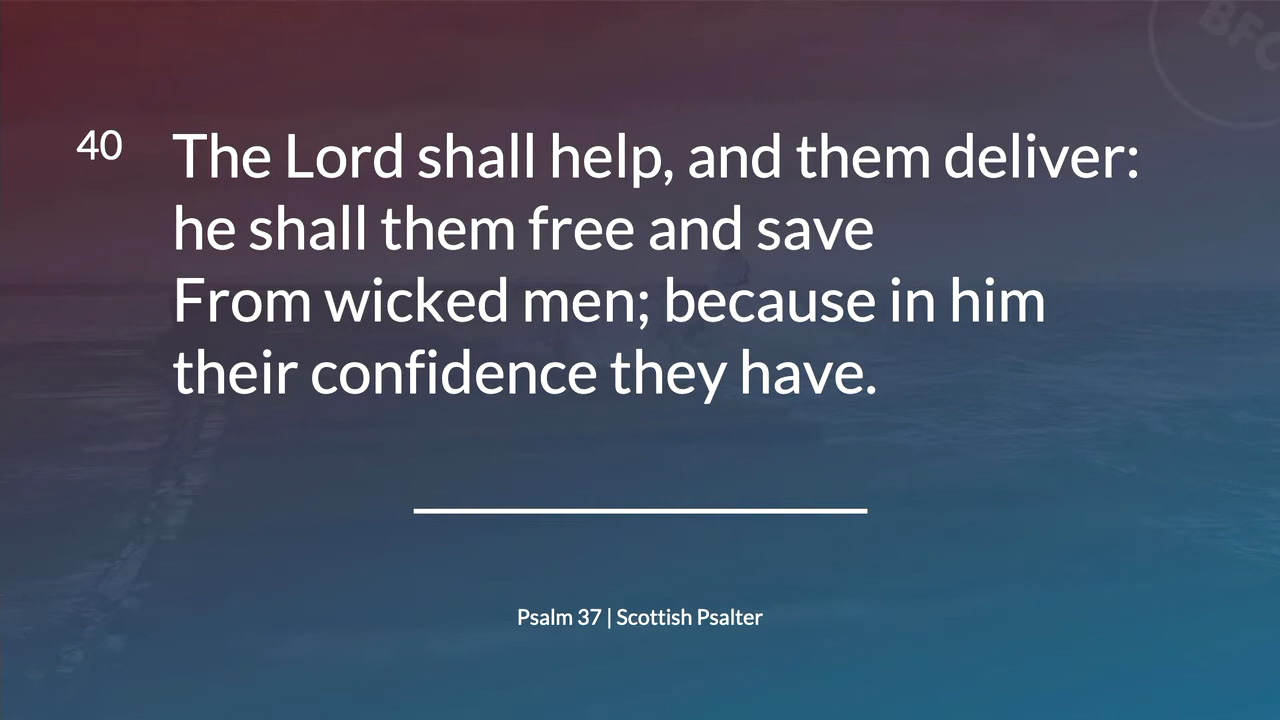 BFC
40 The Lord shall help, and them deliver:
he shall them free and save
From wicked men; because in him
their confidence they have.
Psalm 37 | Scottish Psalter